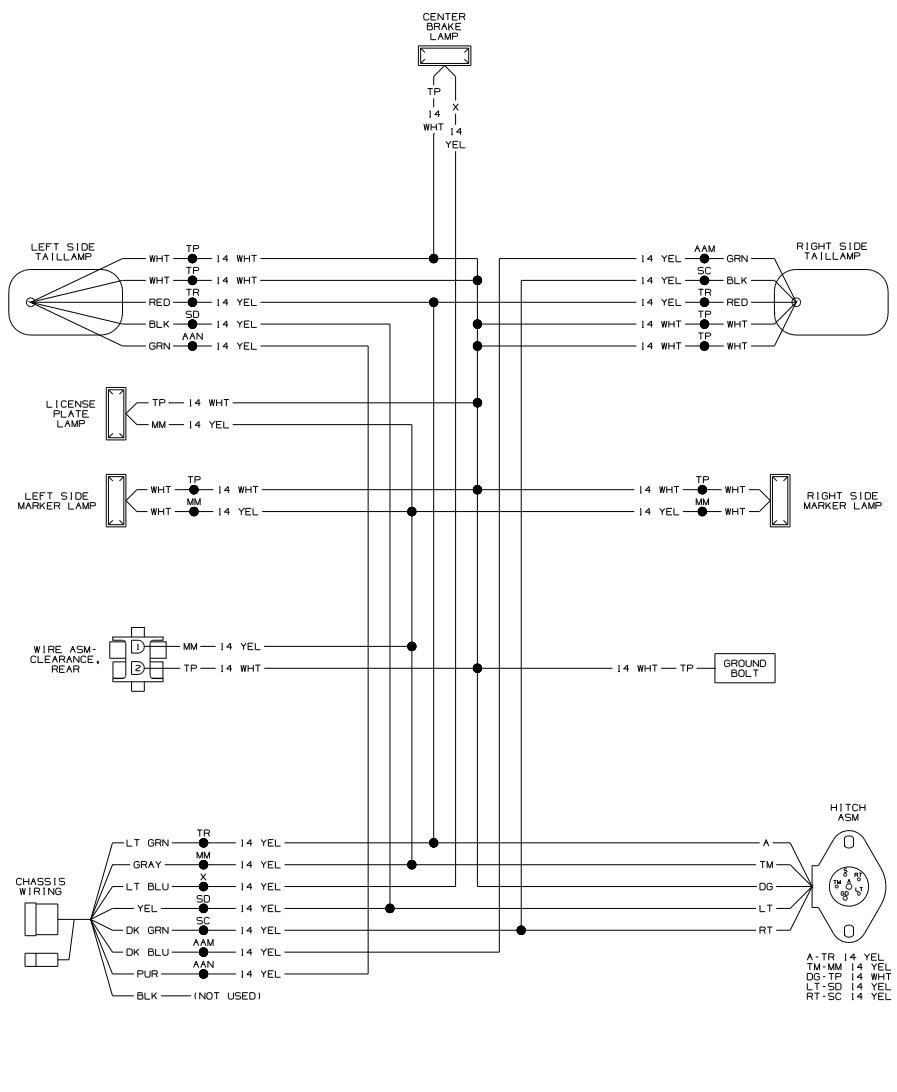 CENTER
BRAKE
LAMP
TP
14
WHT
X
14
YEL
LEFT SIDE
TAILLAMP
WHT TP 14 WHT
WHT TP 14 WHT
RED TR 14 YEL
BLK SD 14 YEL
GRN AAN 14 YEL
RIGHT SIDE
TAILLAMP
14 YEL AAM GRN
14 YEL SC BLK
14 YEL TR RED
14 WHT TP WHT
14 WHT TP WHT
LICENSE
PLATE
LAMP
TP 14 WHT
MM 14 YEL
LEFT SIDE
MARKER LAMP
WHT TP 14 WHT
WHT MM 14 YEL
14 WHT TP WHT
14 YEL MM WHT
RIGHT SIDE
MARKER LAMP
WIRE ASM-
CLEARANCE,
REAR
1 MM 14 YEL
2 TP 14 WHT
14 WHT TP
GROUND
BOLT
CHASSIS
WIRING
LT GRN TR 14 YEL
GRAY MM 14 YEL
LT BLU X 14 YEL
YEL SD 14 YEL
DK GRN SC 14 YEL
DK BLU AAM 14 YEL
PUR AAN 14 YEL
BLK (NOT USED)
HITCH
ASM
A
TM
DG
LT
RT
S
RT
TM
A
LT
GD
A-TR 14 YEL
TM-MM 14 YEL
DG-TP 14 WHT
LT-SD 14 YEL
RT-SC 14 YEL